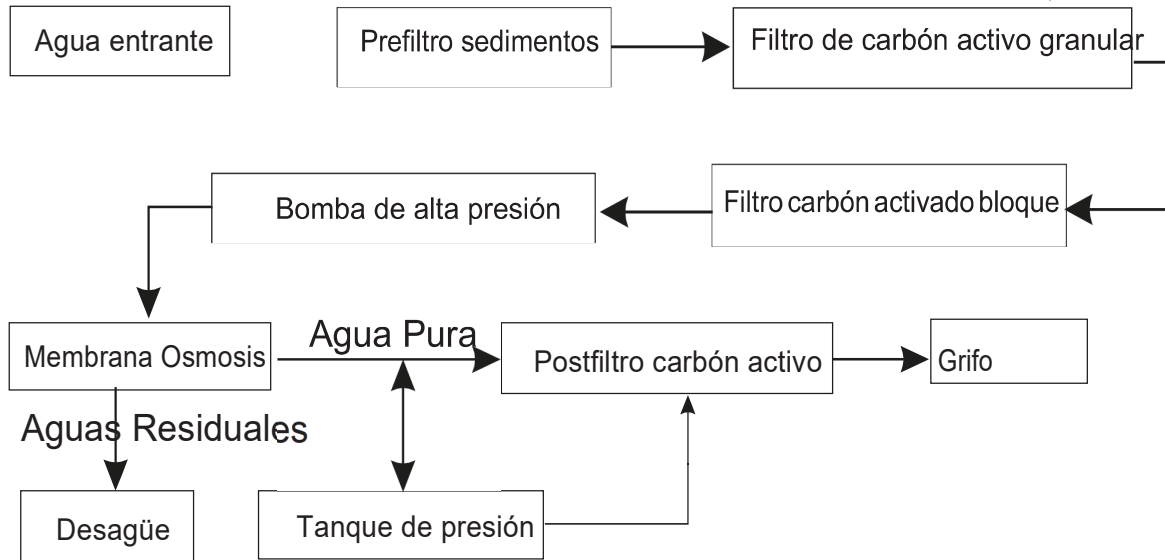 Agua entrante
Prefiltro sedimentos
Filtro de carbón activo granular
Bomba de alta presión
Filtro carbón activado bloque
Membrana Osmosis
Agua Pura
Postfiltro carbón activo
Grifo
Aguas Residuales
Desagüe
Tanque de presión